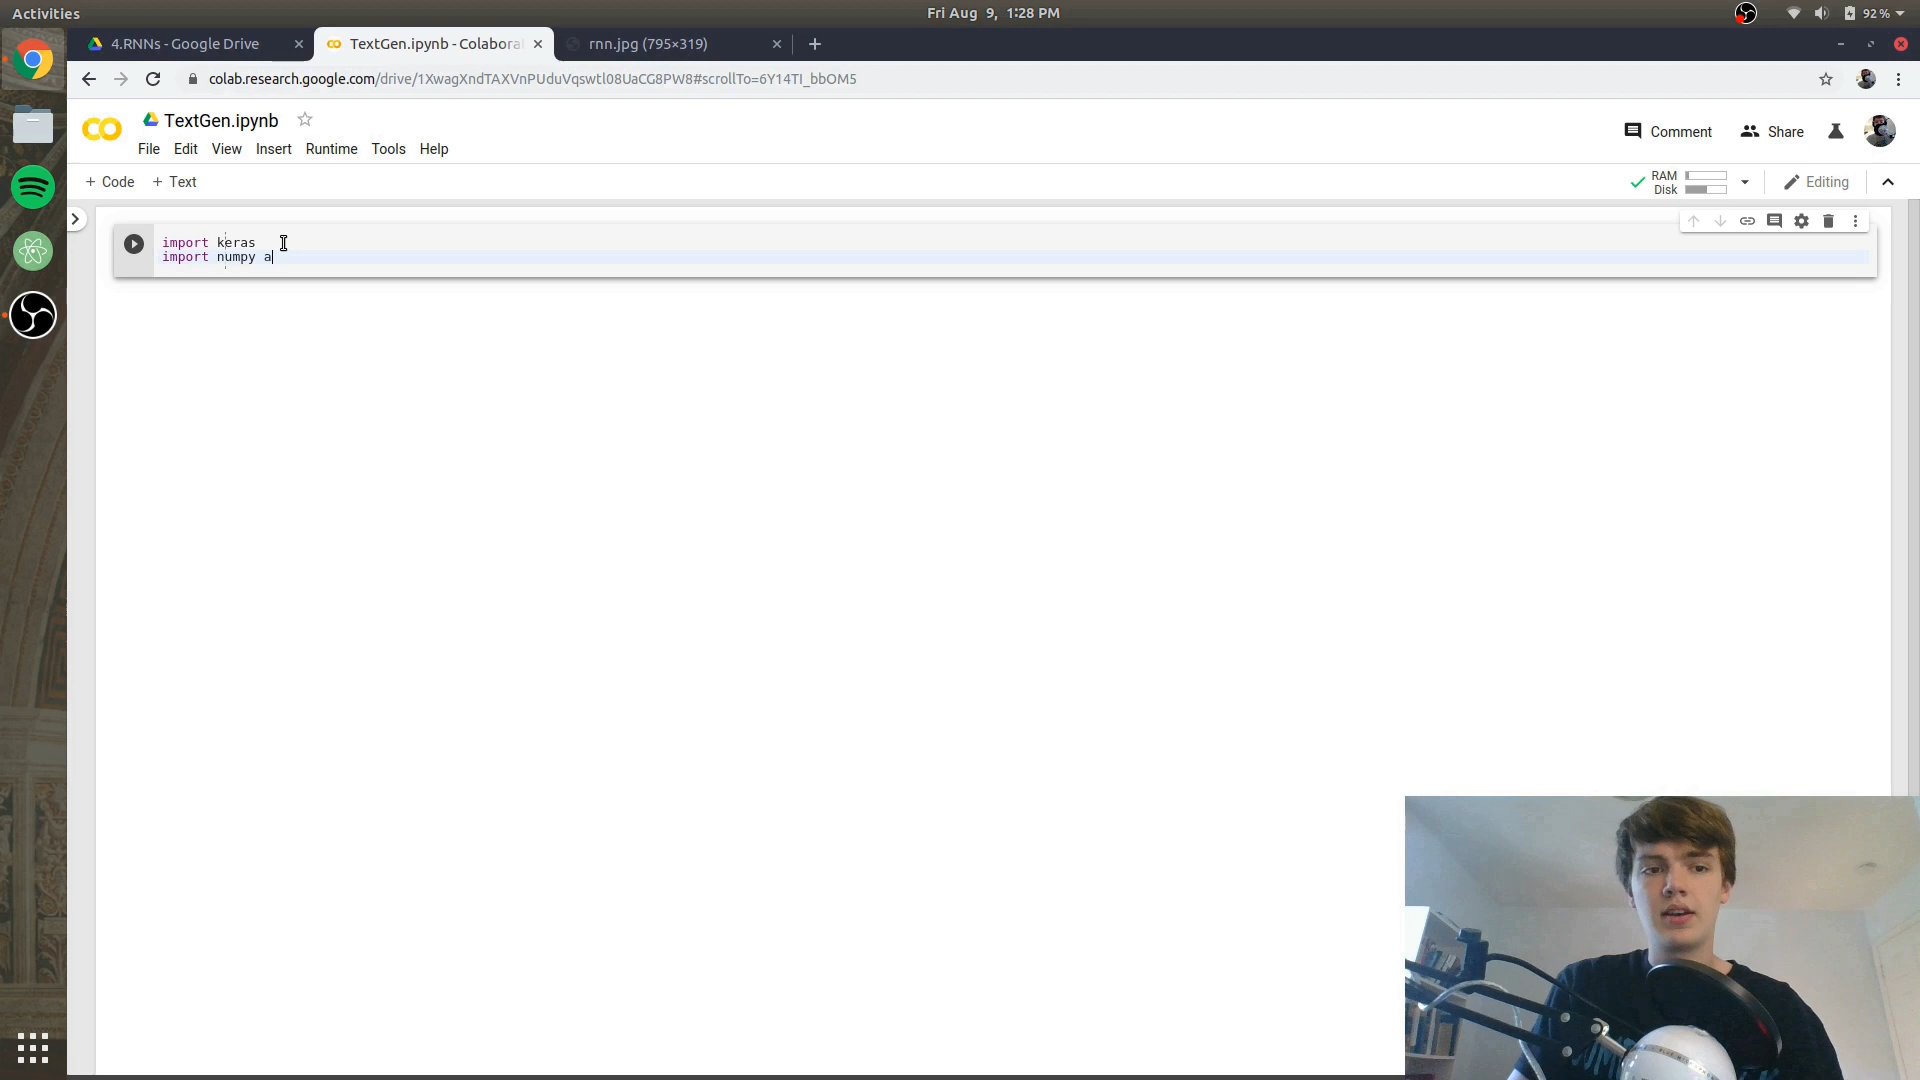 Activities
Fri Aug 9, 1:28 PM
92 %
4.RNNs - Google Drive
TextGen.ipynb - Colabora
rnn.jpg (795×319)
colab.research.google.com/drive/1XwagXndTAXVnPUduVqswtl08UaCG8PW8#scrollTo=6Y14TI_bbOM5
CO
TextGen.ipynb
File Edit View Insert Runtime Tools Help
Comment
Share
+ Code + Text
RAM
Disk
Editing
import keras
import numpy a